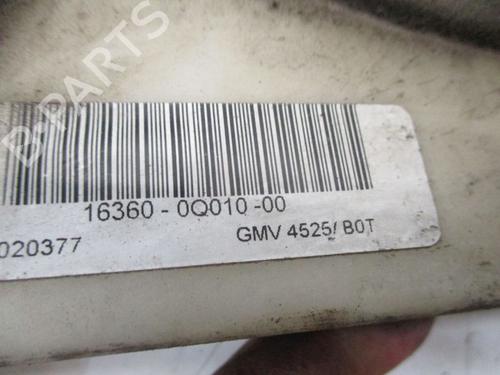 B-PARTS
16360 - 0Q010 -00
020377
GMV 4525/ B0T